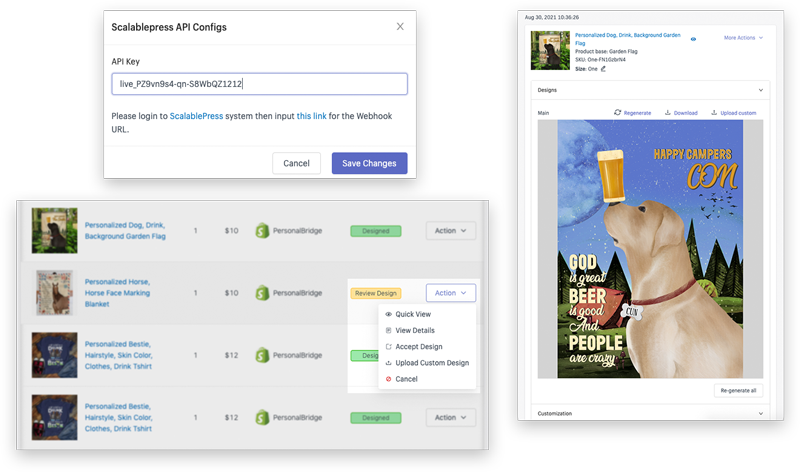 Scalablepress API Configs
API Key
live_PZ9vn9s4-qn-S8WbQZ1212
Please login to ScalablePress system then input this link for the Webhook
URL.
Cancel
Save Changes
Personalized Dog, Drink,
Background Garden Flag
1
$10
PersonalBridge
Designed
Action
Personalized Horse,
Horse Face Marking
Blanket
1
$10
PersonalBridge
Review Design
Action
Quick View
View Details
Accept Design
Upload Custom Design
Cancel
Personalized Bestie,
Hairstyle, Skin Color,
Clothes, Drink Tshirt
1
$12
PersonalBridge
Personalized Bestie,
Hairstyle, Skin Color,
Clothes, Drink Tshirt
1
$12
PersonalBridge
Designed
Action
Aug 30, 2021 10:36:26
Personalized Dog, Drink, Background Garden
Flag
More Actions
Product base: Garden Flag
SKU: One-FN1GzbrN4
Size: One
Designs
Main
Regenerate
Download
Upload custom
HAPPY CAMPERS
CON
GOD
is great
BEER
is good
And
PEOPLE
are crazy
CUN
Re-generate all
Customization